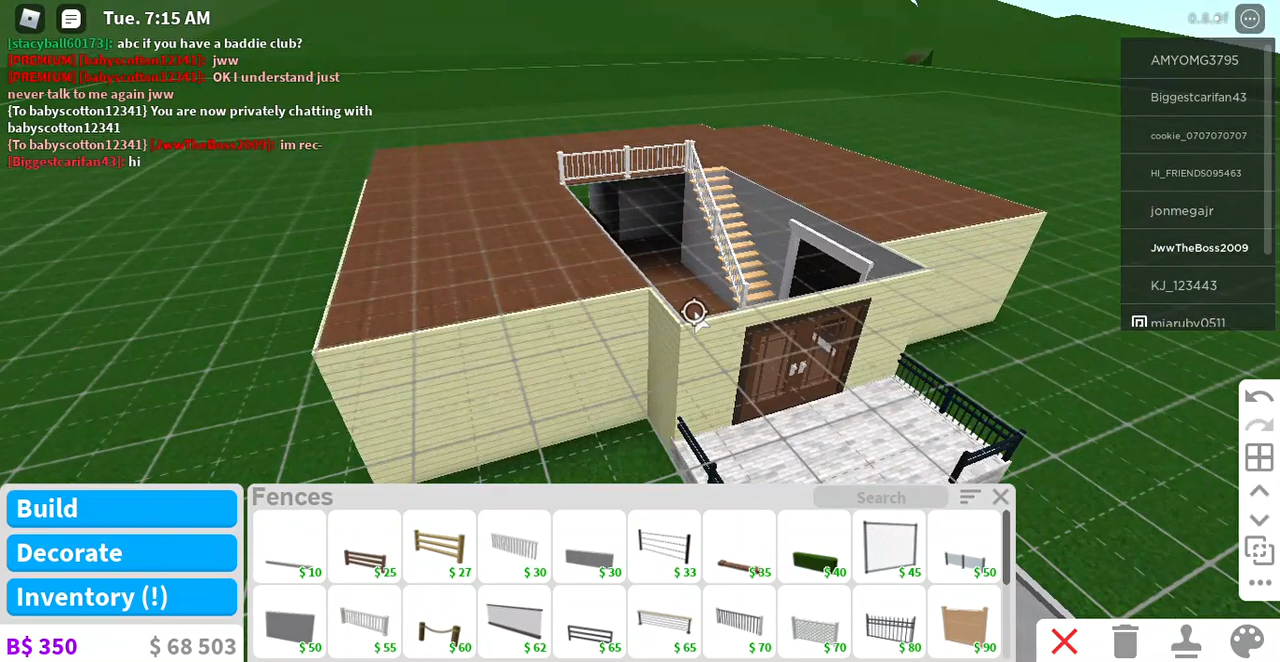 Tue. 7:15 AM
[stacyball60173]: abc if you have a baddie club?
[PREMIUM] [babyscotton12341]: jww
[PREMIUM] [babyscotton12341]: OK I understand just
never talk to me again jww
{To babyscotton12341} You are now privately chatting with
babyscotton12341
{To babyscotton12341} [JwwTheBoss2009]: im rec-
[Biggestcarifan43]: hi
AMYOMG3795
Biggestcarifan43
cookie_0707070707
HI_FRIENDS095463
jonmegajr
JwwTheBoss2009
KJ_123443
miaruby0511
Build
Decorate
Inventory (!)
B$ 350
$ 68 503
Fences
Search
$ 10
$ 25
$ 27
$ 30
$ 30
$ 33
$ 35
$ 40
$ 45
$ 50
$ 50
$ 55
$ 60
$ 62
$ 65
$ 65
$ 70
$ 70
$ 80
$ 90